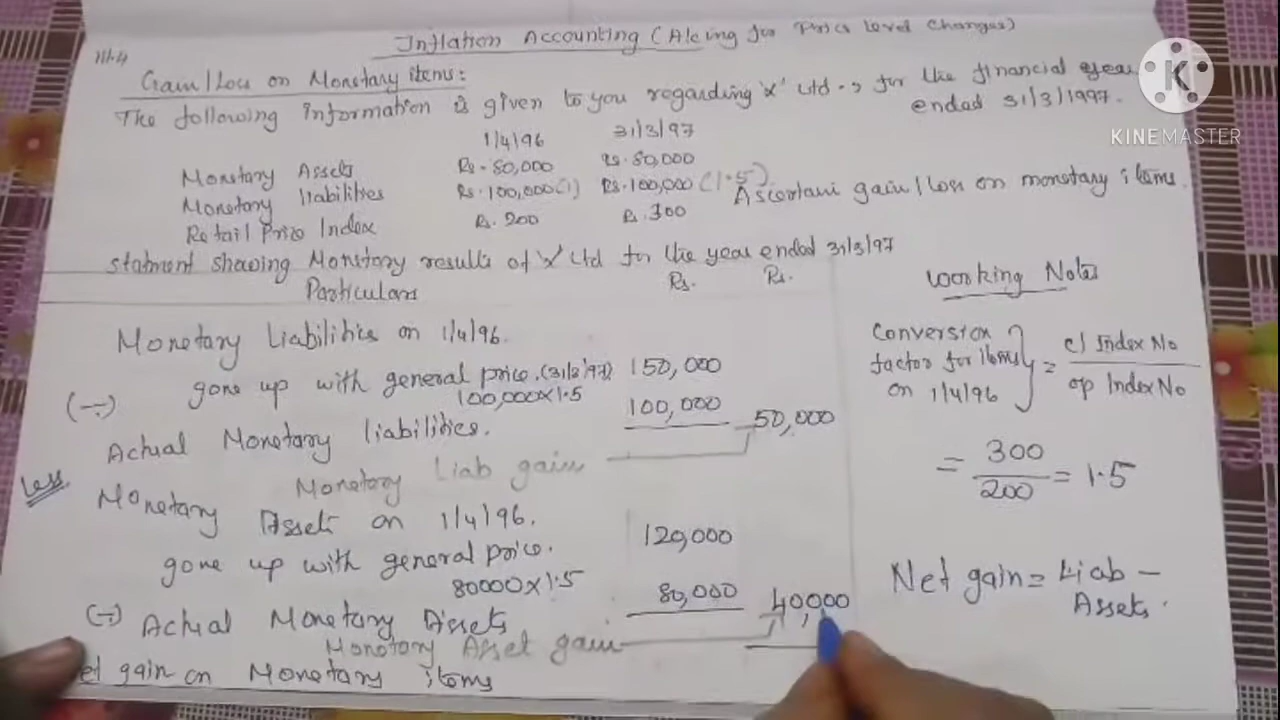 Ill-4
Inflation Accounting (A/cing for Price Level Changes)
Gain/Loss on Monetary items:
The following information is given to you regarding 'X' Ltd., for the financial year
ended 31/3/1997.
1/4/96 31/3/97
Monetary Assets Rs. 80,000 Rs. 80,000
Monetary liabilities Rs. 100,000 (1) Rs. 100,000 (1.5)
Retail Price Index Rs. 200 Rs. 300
Ascertain gain/loss on monetary items.
Statment showing Monetary results of 'X' Ltd for the year ended 31/3/97
Particulars Rs. Rs.
Monetary Liabilities on 1/4/96.
gone up with general price. (31/3/97) 150,000
100,000 x 1.5
(-) Actual Monetary liabilities. 100,000 50,000
Monetary Liab gain
Less Monetary Assets on 1/4/96.
gone up with general price. 120,000
80000 x 1.5
(-) Actual Monetary Assets 80,000 40,000
Monetary Asset gain
et gain on Monetary items
Working Notes
Conversion factor for items on 1/4/96 = cl Index No / op Index No
= 300 / 200 = 1.5
Net gain = Liab -
Assets.
K
KINEMASTER